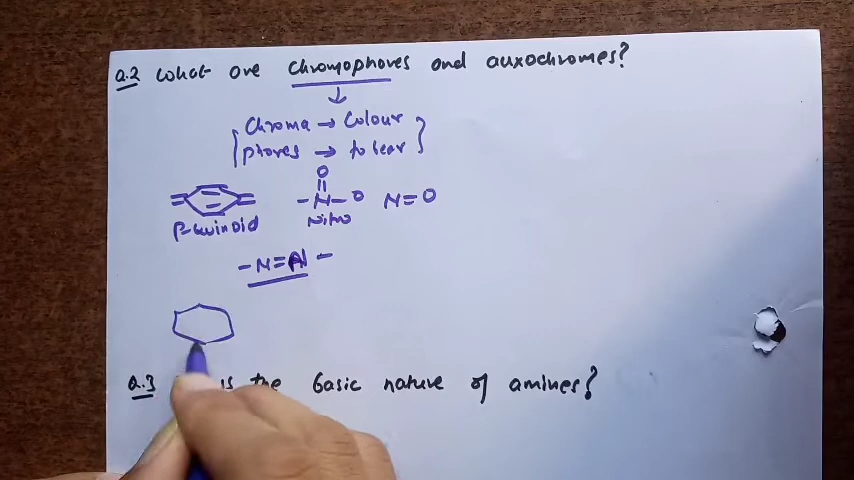 Q.2 What are chromophores and auxochromes?
Chroma → Colour
phores → to bear
O
- N - O N = O
p-Quinoid Nitro
- N = N -
Q.3 is the basic nature of amines?